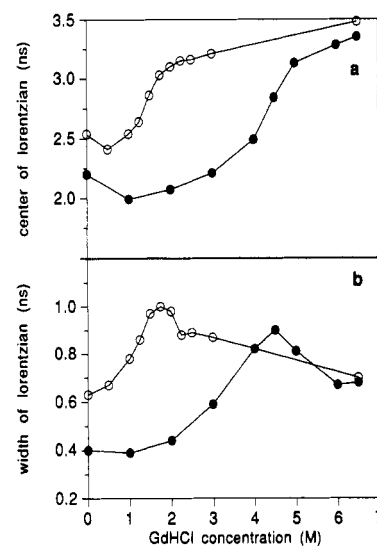 3.5
3.0
2.5
2.0
center of lorentzian (ns)
a
1.0
0.8
0.6
0.4
0.2
width of lorentzian (ns)
b
0 1 2 3 4 5 6 7
GdHCl concentration (M)